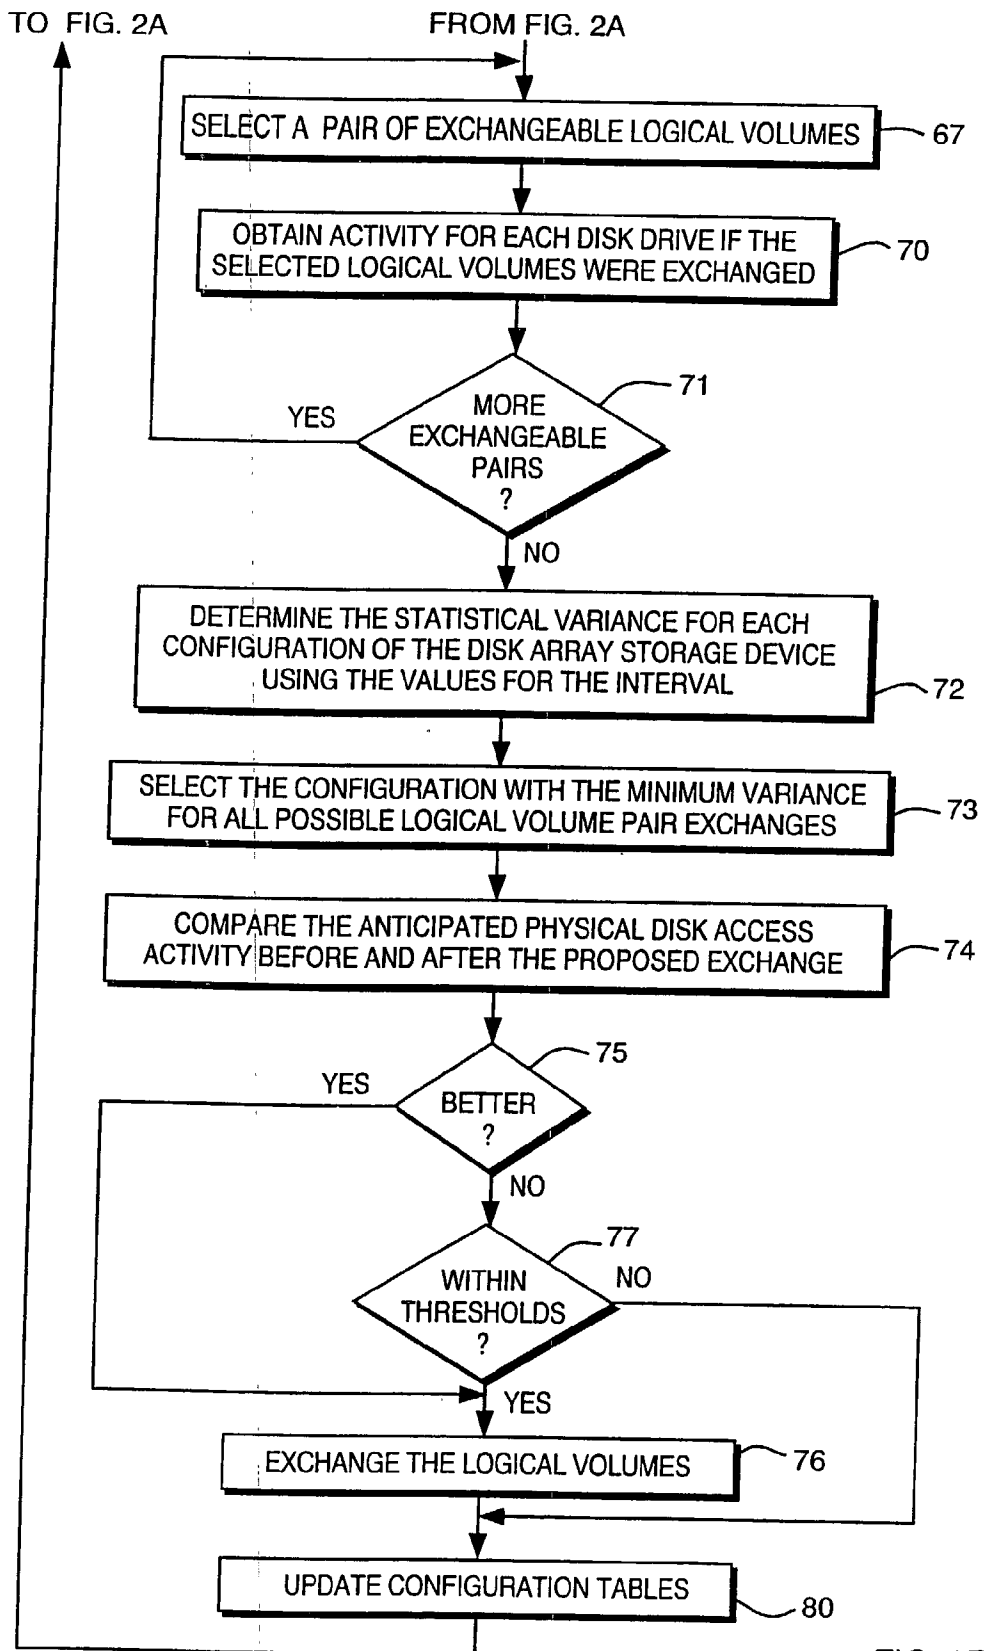 TO FIG. 2A
FROM FIG. 2A
SELECT A PAIR OF EXCHANGEABLE LOGICAL VOLUMES
67
OBTAIN ACTIVITY FOR EACH DISK DRIVE IF THE
SELECTED LOGICAL VOLUMES WERE EXCHANGED
70
71
MORE
EXCHANGEABLE
PAIRS
?
YES
NO
DETERMINE THE STATISTICAL VARIANCE FOR EACH
CONFIGURATION OF THE DISK ARRAY STORAGE DEVICE
USING THE VALUES FOR THE INTERVAL
72
SELECT THE CONFIGURATION WITH THE MINIMUM VARIANCE
FOR ALL POSSIBLE LOGICAL VOLUME PAIR EXCHANGES
73
COMPARE THE ANTICIPATED PHYSICAL DISK ACCESS
ACTIVITY BEFORE AND AFTER THE PROPOSED EXCHANGE
74
75
YES
BETTER
?
NO
77
WITHIN
THRESHOLDS
?
NO
YES
EXCHANGE THE LOGICAL VOLUMES
76
UPDATE CONFIGURATION TABLES
80